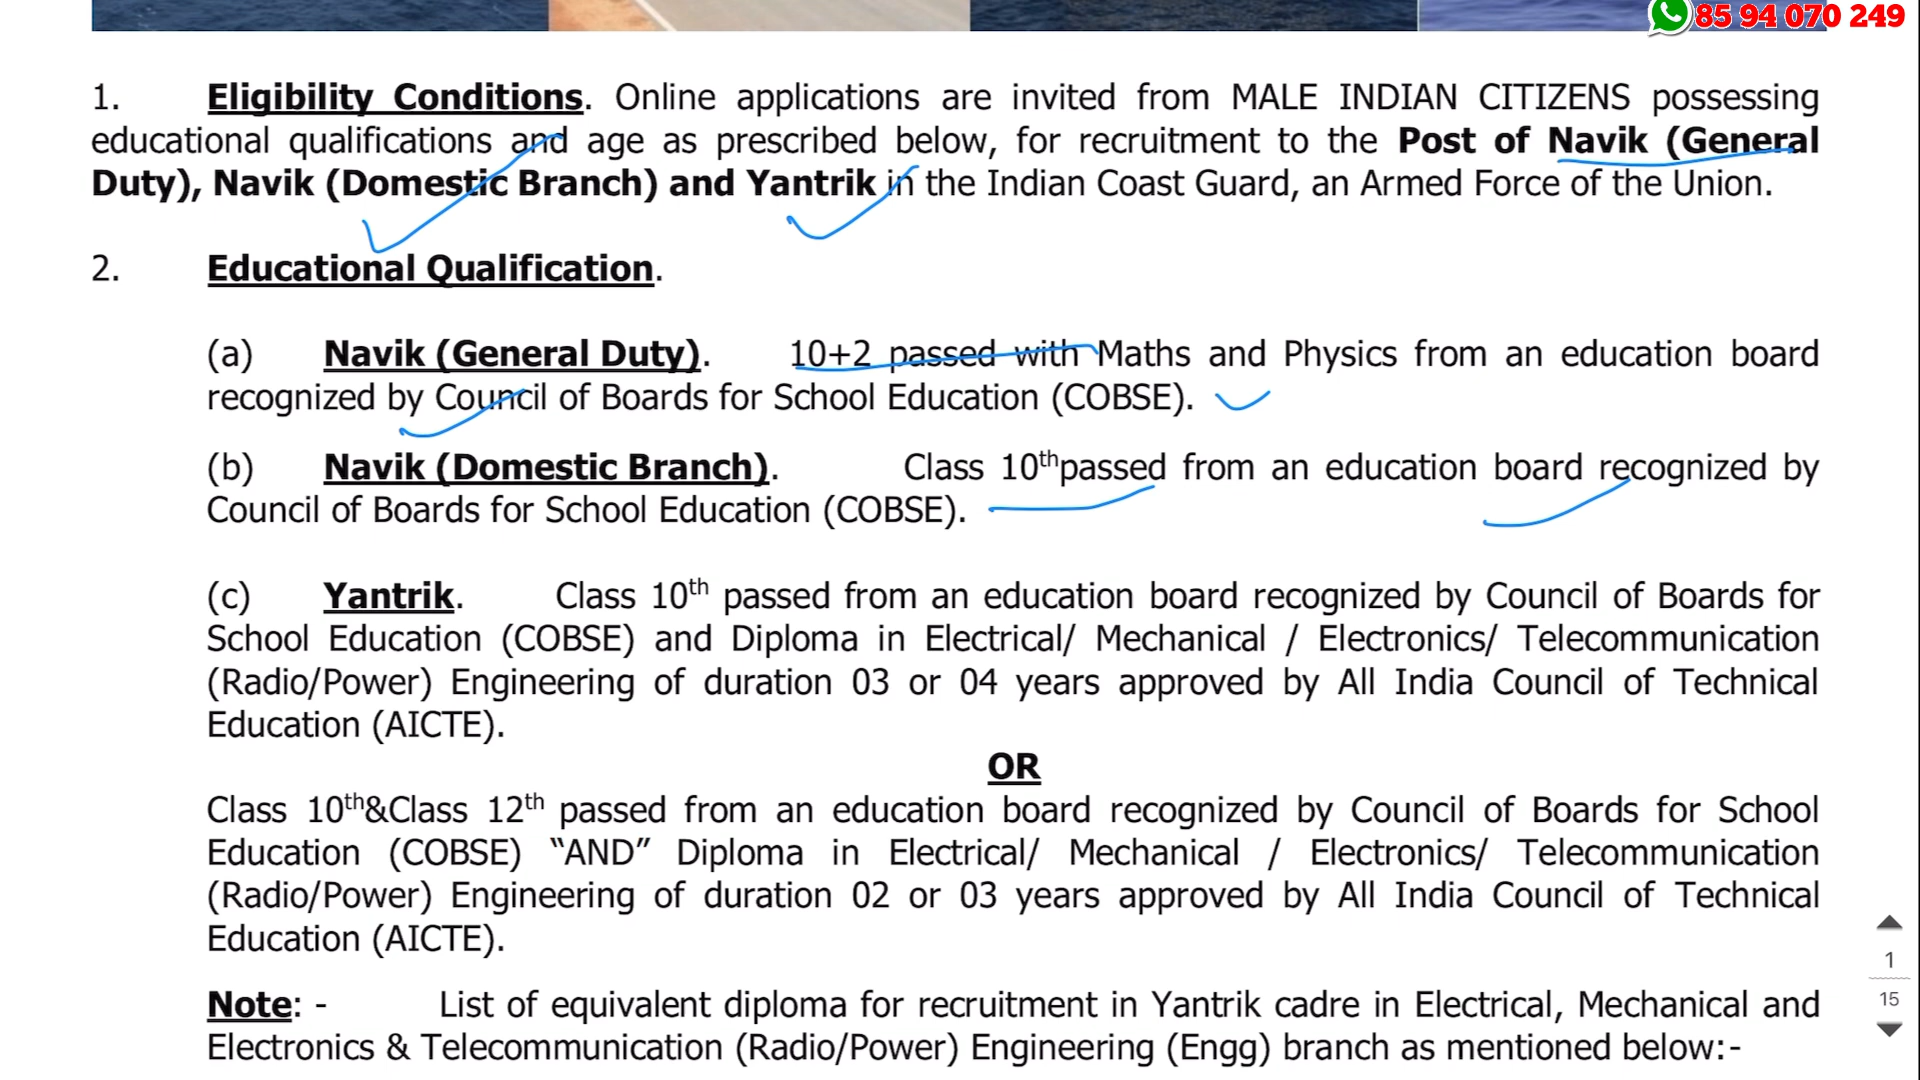 85 94 070 249
1. Eligibility Conditions. Online applications are invited from MALE INDIAN CITIZENS possessing
educational qualifications and age as prescribed below, for recruitment to the Post of Navik (General
Duty), Navik (Domestic Branch) and Yantrik in the Indian Coast Guard, an Armed Force of the Union.
2. Educational Qualification.
(a) Navik (General Duty). 10+2 passed with Maths and Physics from an education board
recognized by Council of Boards for School Education (COBSE).
(b) Navik (Domestic Branch). Class 10thpassed from an education board recognized by
Council of Boards for School Education (COBSE).
(c) Yantrik. Class 10th passed from an education board recognized by Council of Boards for
School Education (COBSE) and Diploma in Electrical/ Mechanical / Electronics/ Telecommunication
(Radio/Power) Engineering of duration 03 or 04 years approved by All India Council of Technical
Education (AICTE).
OR
Class 10th&Class 12th passed from an education board recognized by Council of Boards for School
Education (COBSE) “AND” Diploma in Electrical/ Mechanical / Electronics/ Telecommunication
(Radio/Power) Engineering of duration 02 or 03 years approved by All India Council of Technical
Education (AICTE).
Note: - List of equivalent diploma for recruitment in Yantrik cadre in Electrical, Mechanical and
Electronics & Telecommunication (Radio/Power) Engineering (Engg) branch as mentioned below:-
1
15